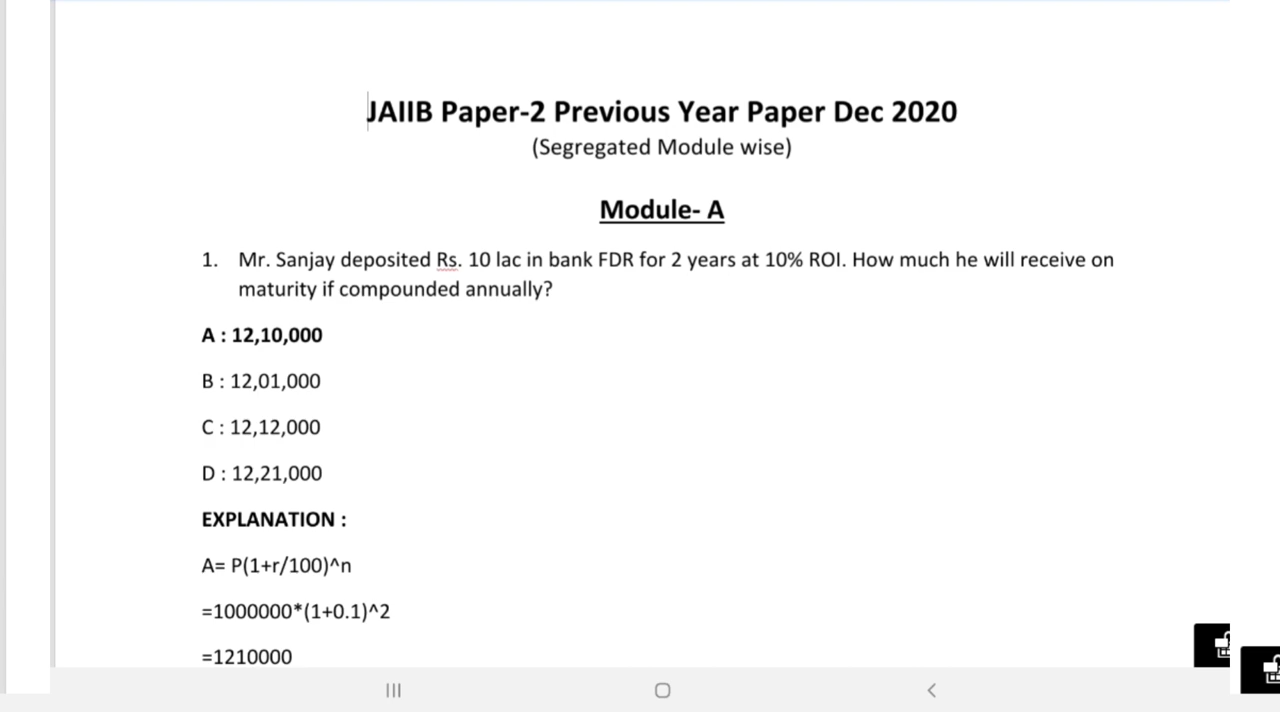 JAIIB Paper-2 Previous Year Paper Dec 2020
(Segregated Module wise)
Module- A
1. Mr. Sanjay deposited Rs. 10 lac in bank FDR for 2 years at 10% ROI. How much he will receive on
maturity if compounded annually?
A : 12,10,000
B : 12,01,000
C : 12,12,000
D : 12,21,000
EXPLANATION :
A= P(1+r/100)^n
=1000000*(1+0.1)^2
=1210000